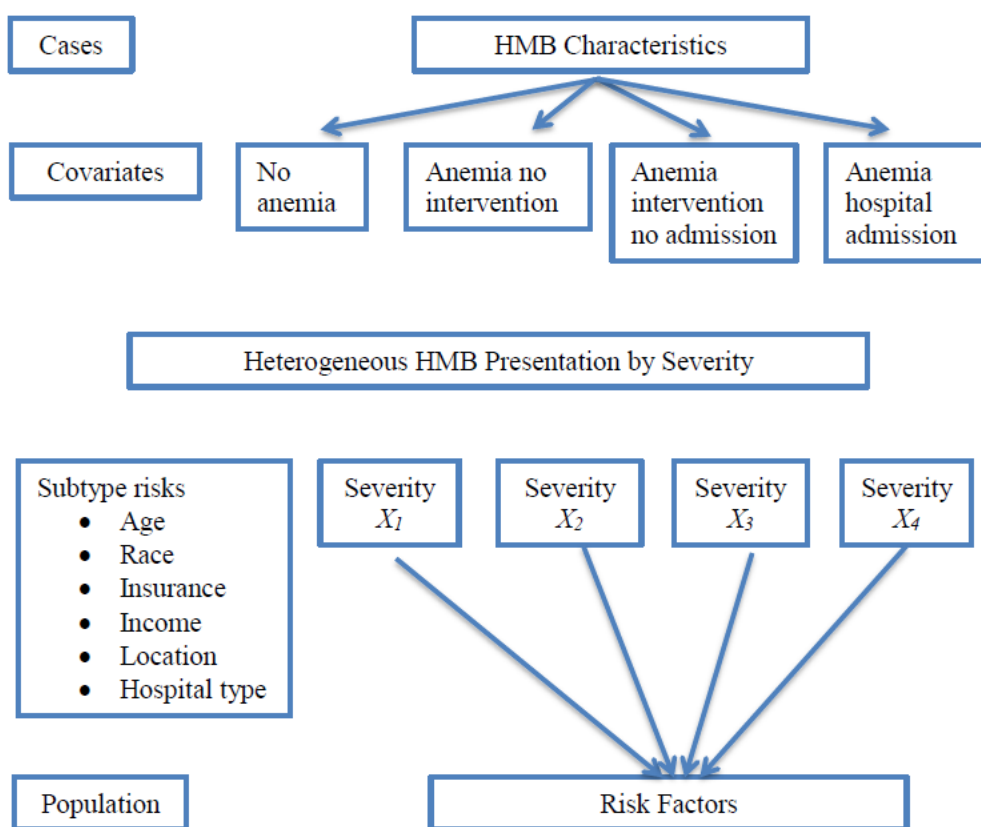 Cases
HMB Characteristics
Covariates
No
anemia
Anemia no
intervention
Anemia
intervention
no admission
Anemia
hospital
admission
Heterogeneous HMB Presentation by Severity
Subtype risks
• Age
• Race
• Insurance
• Income
• Location
• Hospital type
Severity
X1
Severity
X2
Severity
X3
Severity
X4
Population
Risk Factors